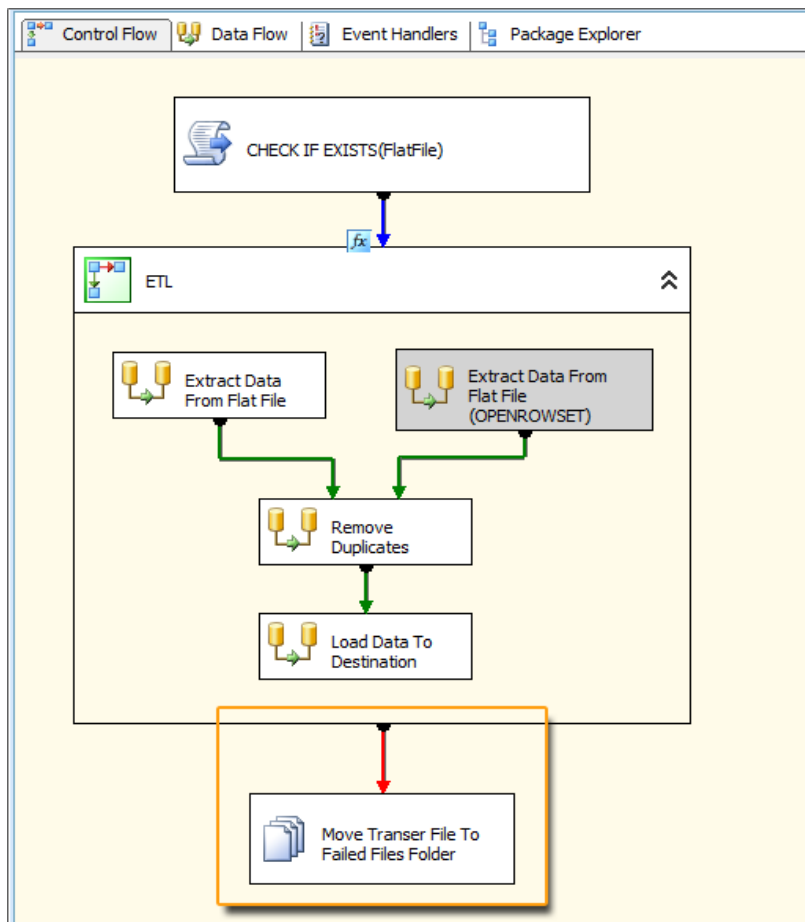 Control Flow
Data Flow
Event Handlers
Package Explorer
CHECK IF EXISTS(FlatFile)
fx
ETL
Extract Data
From Flat File
Extract Data From
Flat File
(OPENROWSET)
Remove
Duplicates
Load Data To
Destination
Move Transer File To
Failed Files Folder